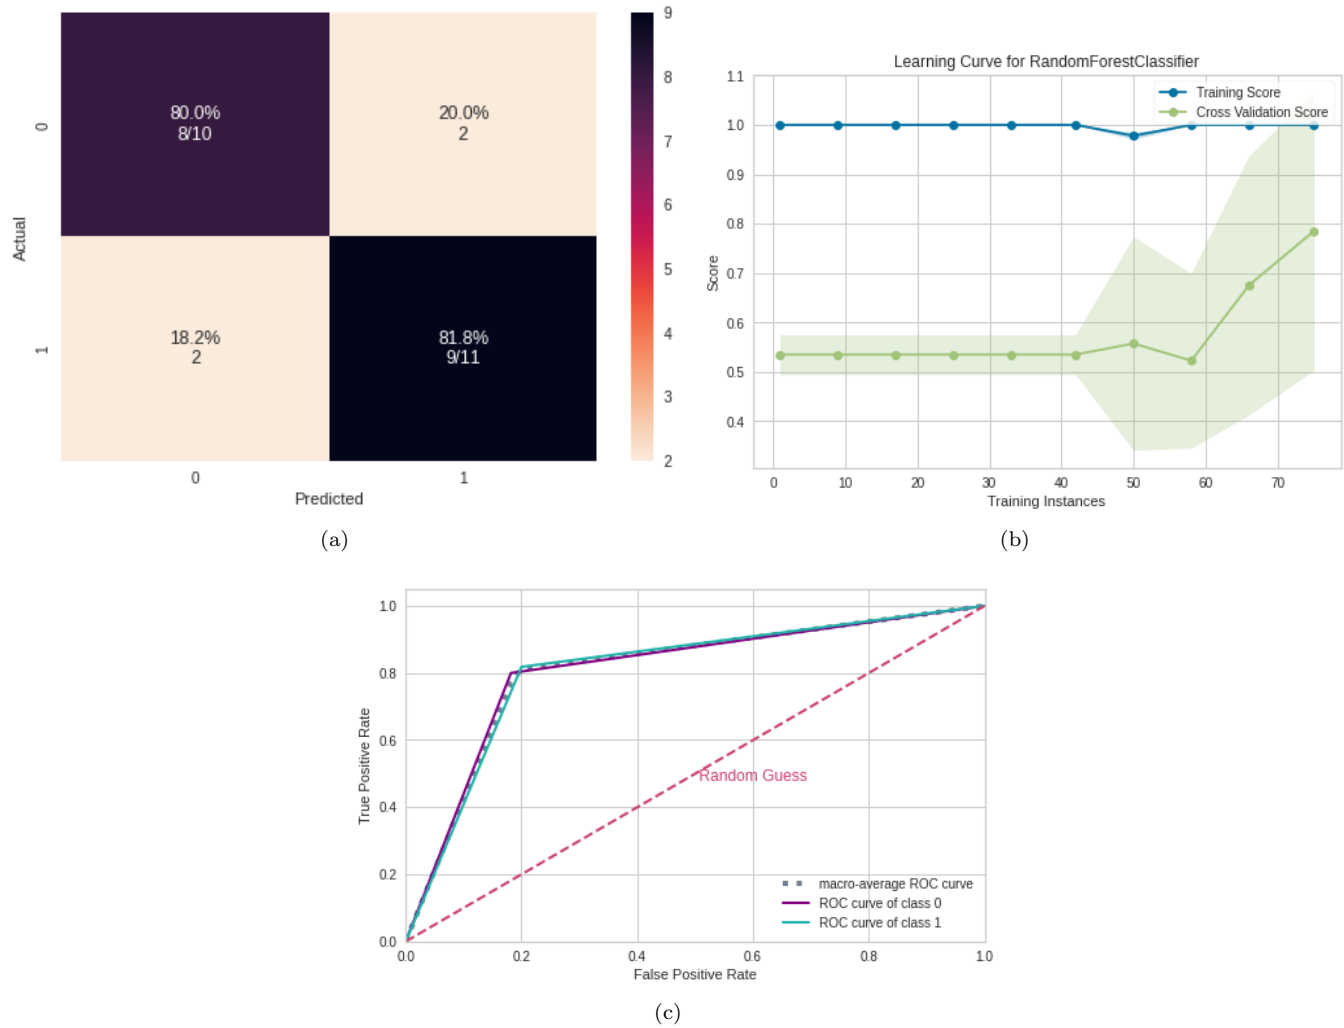 80.0%
8/10
20.0%
2
18.2%
2
81.8%
9/11
0
1
Actual
0
1
Predicted
9
8
7
6
5
4
3
2
(a)
Learning Curve for RandomForestClassifier
Training Score
Cross Validation Score
1.1
1.0
0.9
0.8
0.7
0.6
0.5
0.4
Score
0 10 20 30 40 50 60 70
Training Instances
(b)
1.0
0.8
0.6
0.4
0.2
0.0
True Positive Rate
Random Guess
macro-average ROC curve
ROC curve of class 0
ROC curve of class 1
0.0 0.2 0.4 0.6 0.8 1.0
False Positive Rate
(c)